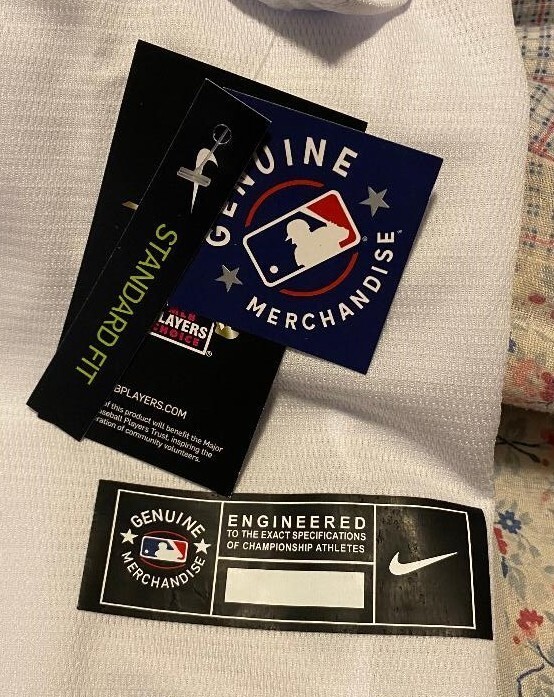 GENUINE
MERCHANDISE
STANDARD FIT
LAYERS
CHOICE
BPLAYERS.COM
of this product will benefit the Major
aseball Players Trust, inspiring the
ration of community volunteers.
GENUINE
MERCHANDISE
ENGINEERED
TO THE EXACT SPECIFICATIONS
OF CHAMPIONSHIP ATHLETES